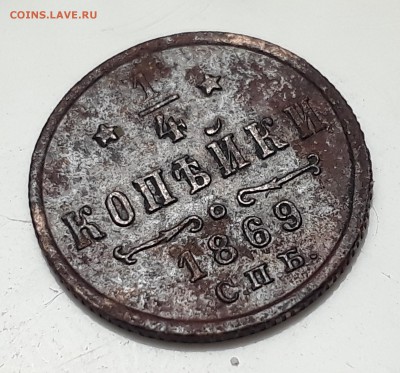 COINS.LAVE.RU
1/4
КОПѢЙКИ
1869
С.П.Б.